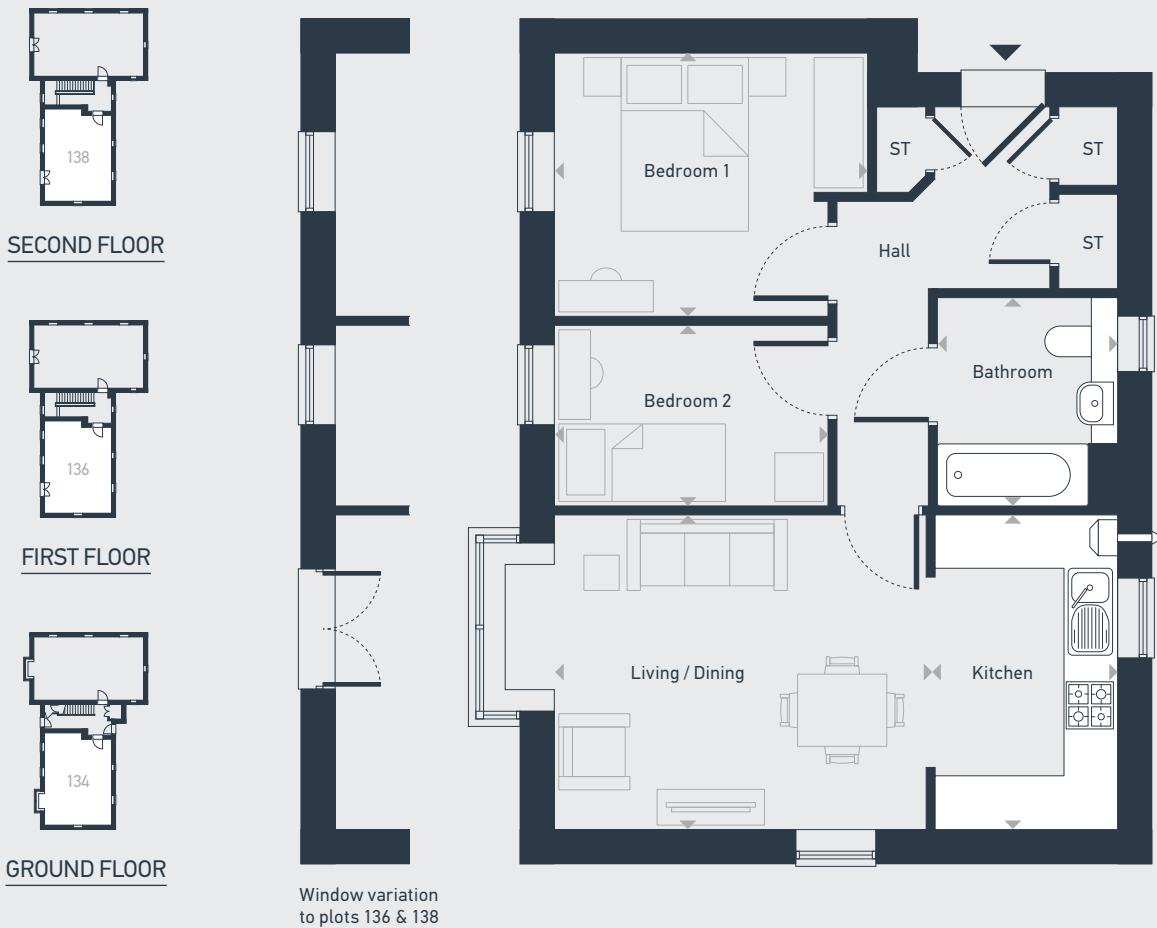 138
SECOND FLOOR
136
FIRST FLOOR
134
GROUND FLOOR
Window variation
to plots 136 & 138
Bedroom 1
ST
ST
Hall
ST
Bedroom 2
Bathroom
Living / Dining
Kitchen